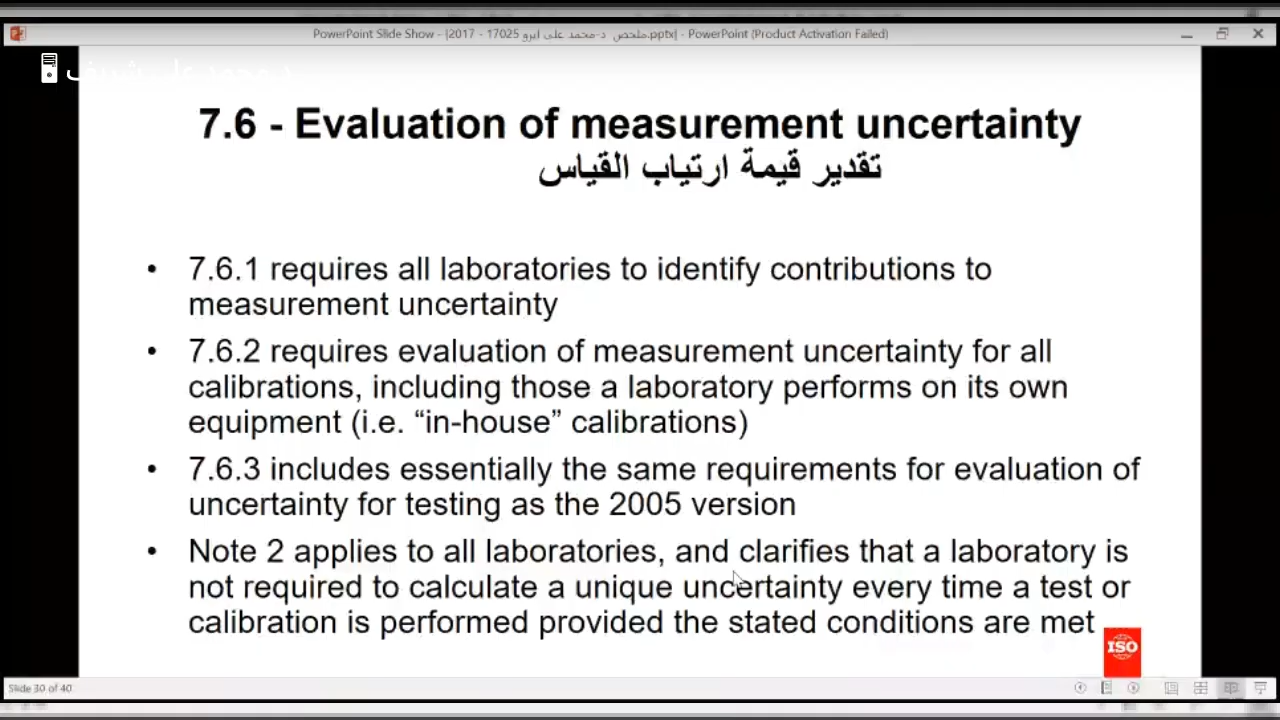 PowerPoint Slide Show - [2017 - 17025 ملخص د-محمد على ابرو.pptx] - PowerPoint (Product Activation Failed)
د محمد علي شريف
7.6 - Evaluation of measurement uncertainty
تقدير قيمة ارتياب القياس
• 7.6.1 requires all laboratories to identify contributions to
measurement uncertainty
• 7.6.2 requires evaluation of measurement uncertainty for all
calibrations, including those a laboratory performs on its own
equipment (i.e. “in-house” calibrations)
• 7.6.3 includes essentially the same requirements for evaluation of
uncertainty for testing as the 2005 version
• Note 2 applies to all laboratories, and clarifies that a laboratory is
not required to calculate a unique uncertainty every time a test or
calibration is performed provided the stated conditions are met
ISO
Slide 30 of 40